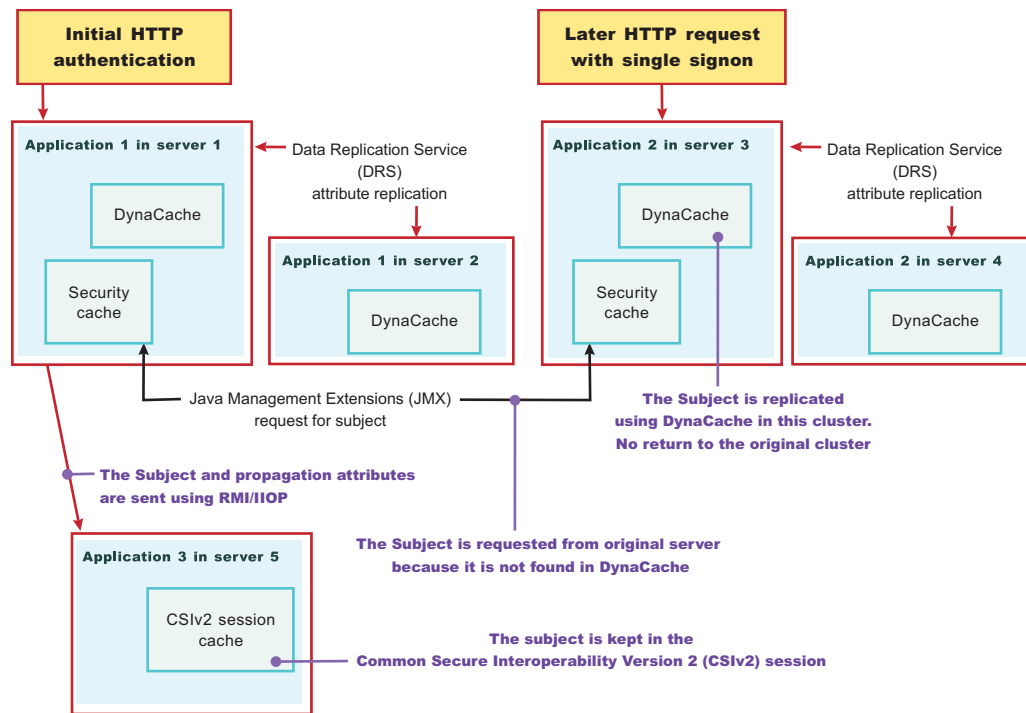 Initial HTTP
authentication
Later HTTP request
with single signon
Application 1 in server 1
DynaCache
Security
cache
Data Replication Service
(DRS)
attribute replication
Application 1 in server 2
DynaCache
Application 2 in server 3
DynaCache
Security
cache
Data Replication Service
(DRS)
attribute replication
Application 2 in server 4
DynaCache
Java Management Extensions (JMX)
request for subject
The Subject is replicated
using DynaCache in this cluster.
No return to the original cluster
The Subject and propagation attributes
are sent using RMI/IIOP
The Subject is requested from original server
because it is not found in DynaCache
Application 3 in server 5
CSIv2 session
cache
The subject is kept in the
Common Secure Interoperability Version 2 (CSIv2) session